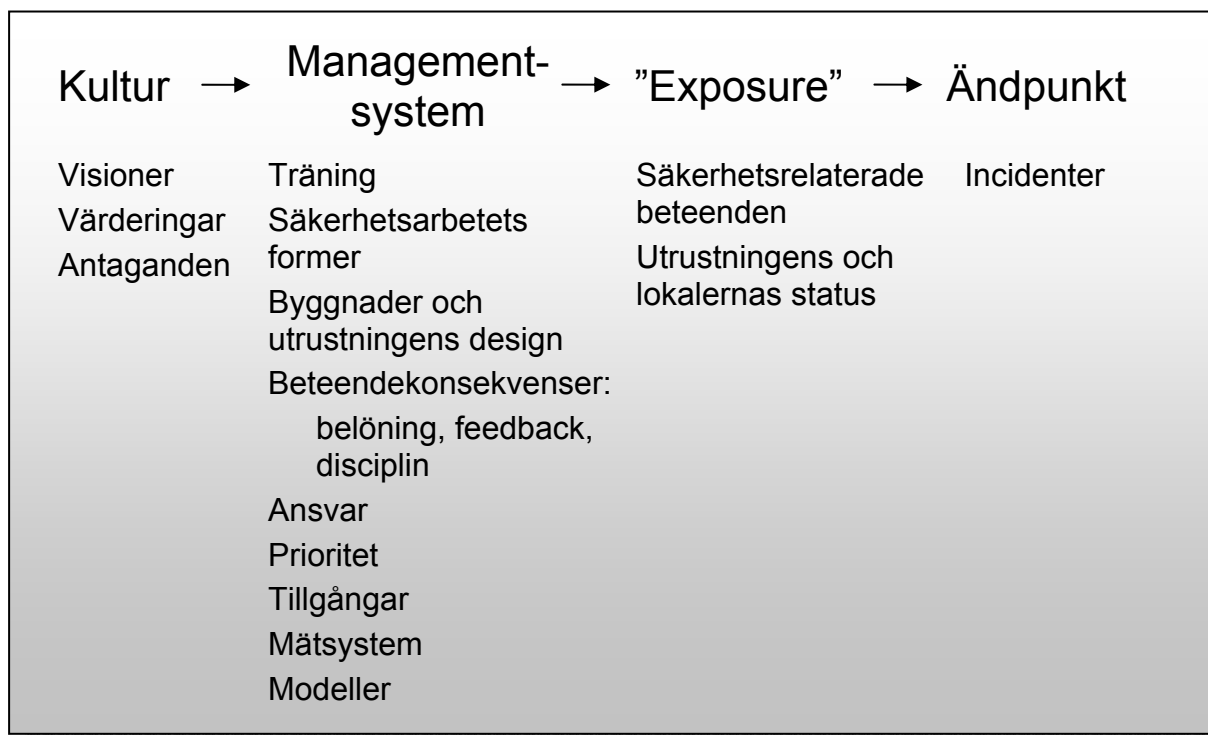 Kultur → Management-
system → ”Exposure” → Ändpunkt
Visioner
Värderingar
Antaganden
Träning
Säkerhetsarbetets
former
Byggnader och
utrustningens design
Beteendekonsekvenser:
belöning, feedback,
disciplin
Ansvar
Prioritet
Tillgångar
Mätsystem
Modeller
Säkerhetsrelaterade
beteenden
Utrustningens och
lokalernas status
Incidenter